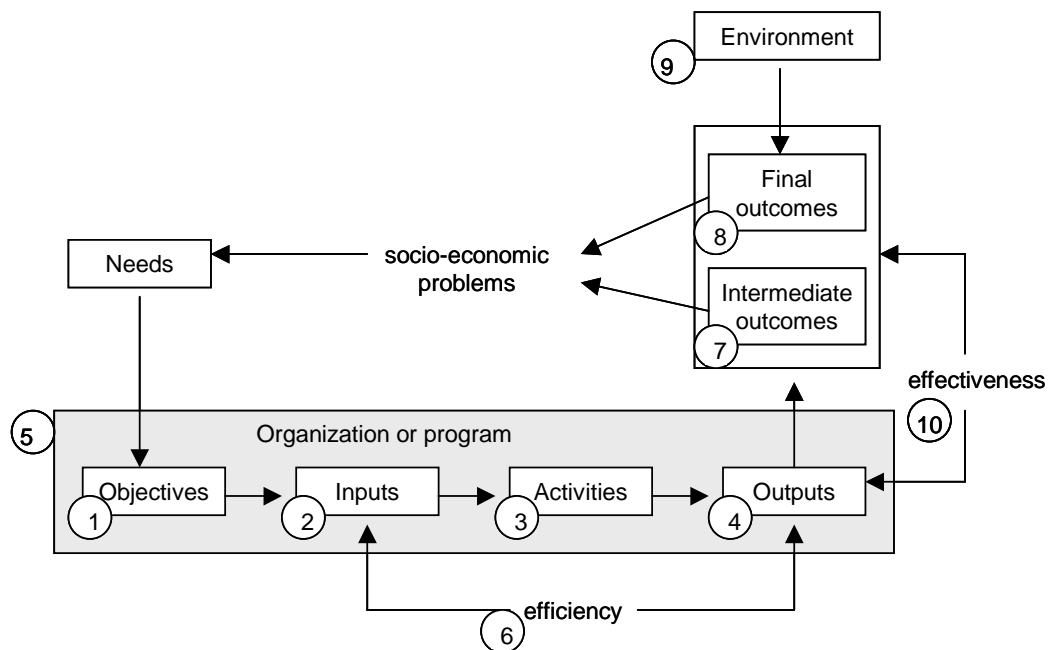 Environment
9
Final
outcomes
8
Needs
socio-economic
problems
Intermediate
outcomes
7
effectiveness
10
5
Organization or program
Objectives
1
Inputs
2
Activities
3
Outputs
4
efficiency
6